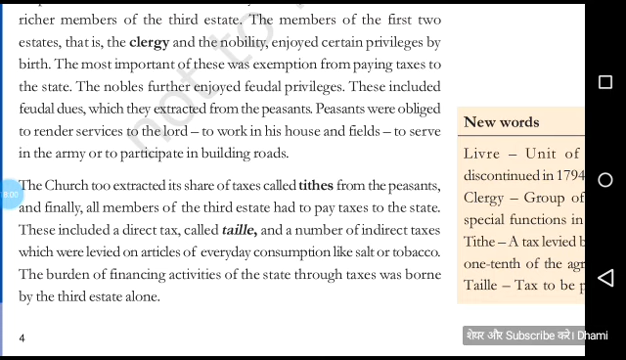 richer members of the third estate. The members of the first two
estates, that is, the clergy and the nobility, enjoyed certain privileges by
birth. The most important of these was exemption from paying taxes to
the state. The nobles further enjoyed feudal privileges. These included
feudal dues, which they extracted from the peasants. Peasants were obliged
to render services to the lord – to work in his house and fields – to serve
in the army or to participate in building roads.
The Church too extracted its share of taxes called tithes from the peasants,
and finally, all members of the third estate had to pay taxes to the state.
These included a direct tax, called taille, and a number of indirect taxes
which were levied on articles of everyday consumption like salt or tobacco.
The burden of financing activities of the state through taxes was borne
by the third estate alone.
4
New words
Livre – Unit of
discontinued in 1794
Clergy – Group of
special functions in
Tithe – A tax levied b
one-tenth of the agr
Taille – Tax to be p
शेयर और Subscribe करे। Dhami
not to